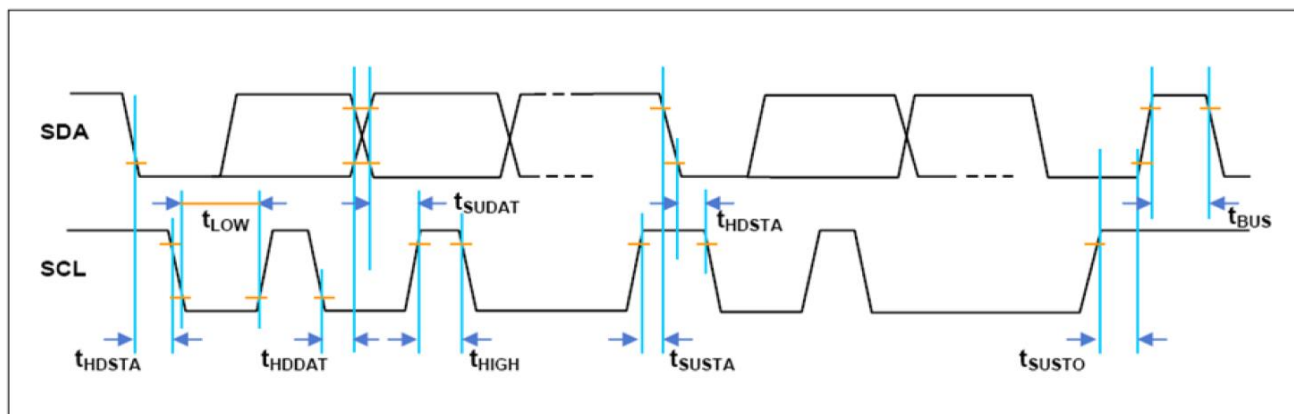 SDA
tSUDAT
tLOW
tHDSTA
tBUS
SCL
tHDSTA
tHDDAT
tHIGH
tSUSTA
tSUSTO